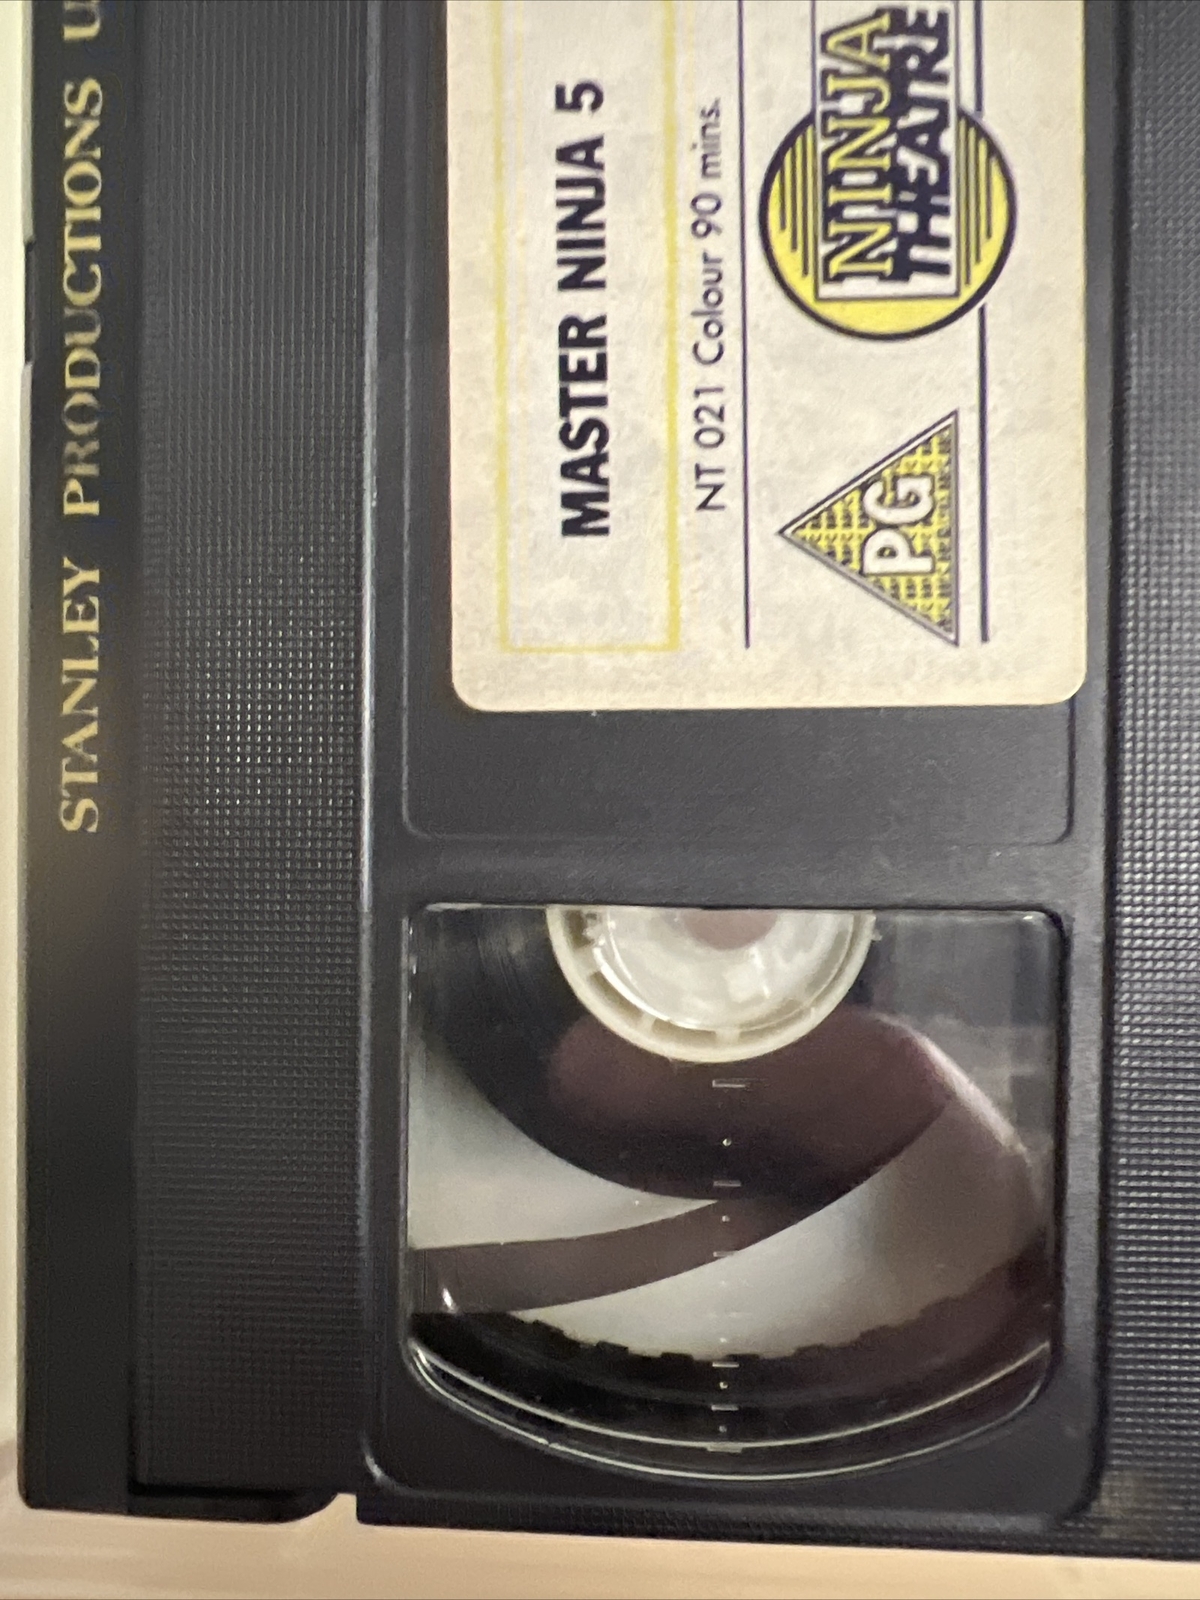 STANLEY PRODUCTIONS
MASTER NINJA 5
NT 021 Colour 90 mins.
PG
NINJA
THEATRE